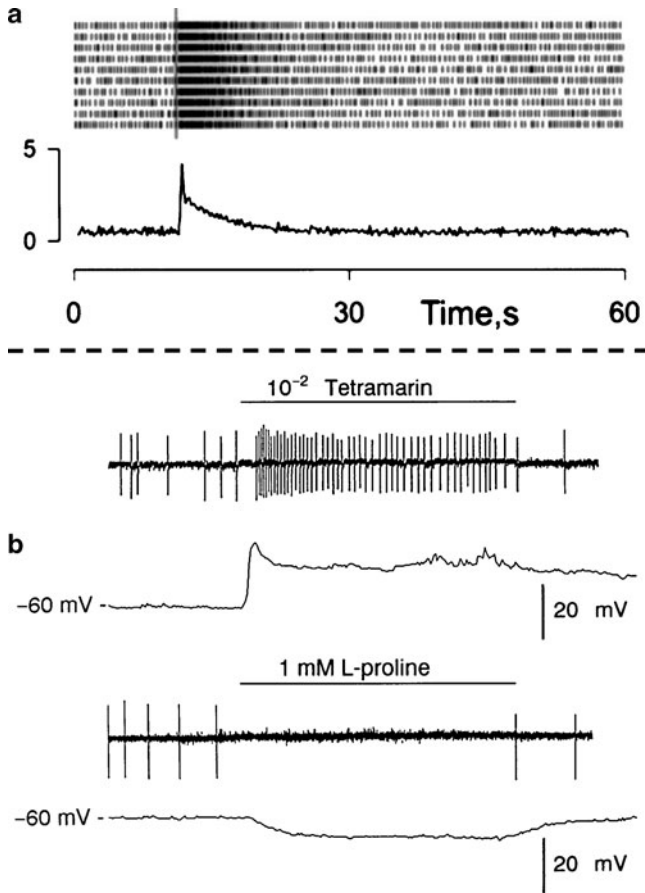 a
5
0
0 30 Time,s 60
10⁻² Tetramarin
b
−60 mV
20 mV
1 mM L-proline
−60 mV
20 mV